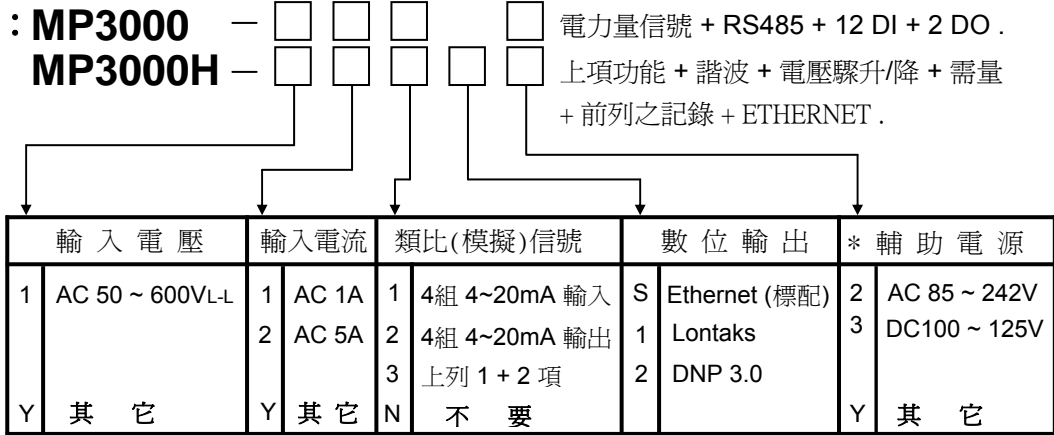 ：MP3000 － □ □ □ □ 電力量信號 + RS485 + 12 DI + 2 DO .
MP3000H － □ □ □ □ □ 上項功能 + 諧波 + 電壓驟升/降 + 需量
+ 前列之記錄 + ETHERNET .
輸入電壓 輸入電流 類比(模擬)信號 數位輸出 * 輔助電源
1 AC 50 ~ 600VL-L 1 AC 1A 1 4組 4~20mA 輸入 S Ethernet (標配) 2 AC 85 ~ 242V
2 AC 5A 2 4組 4~20mA 輸出 1 Lontaks 3 DC100 ~ 125V
3 上列 1 + 2 項 2 DNP 3.0
Y 其 它 Y 其 它 N 不 要 Y 其 它